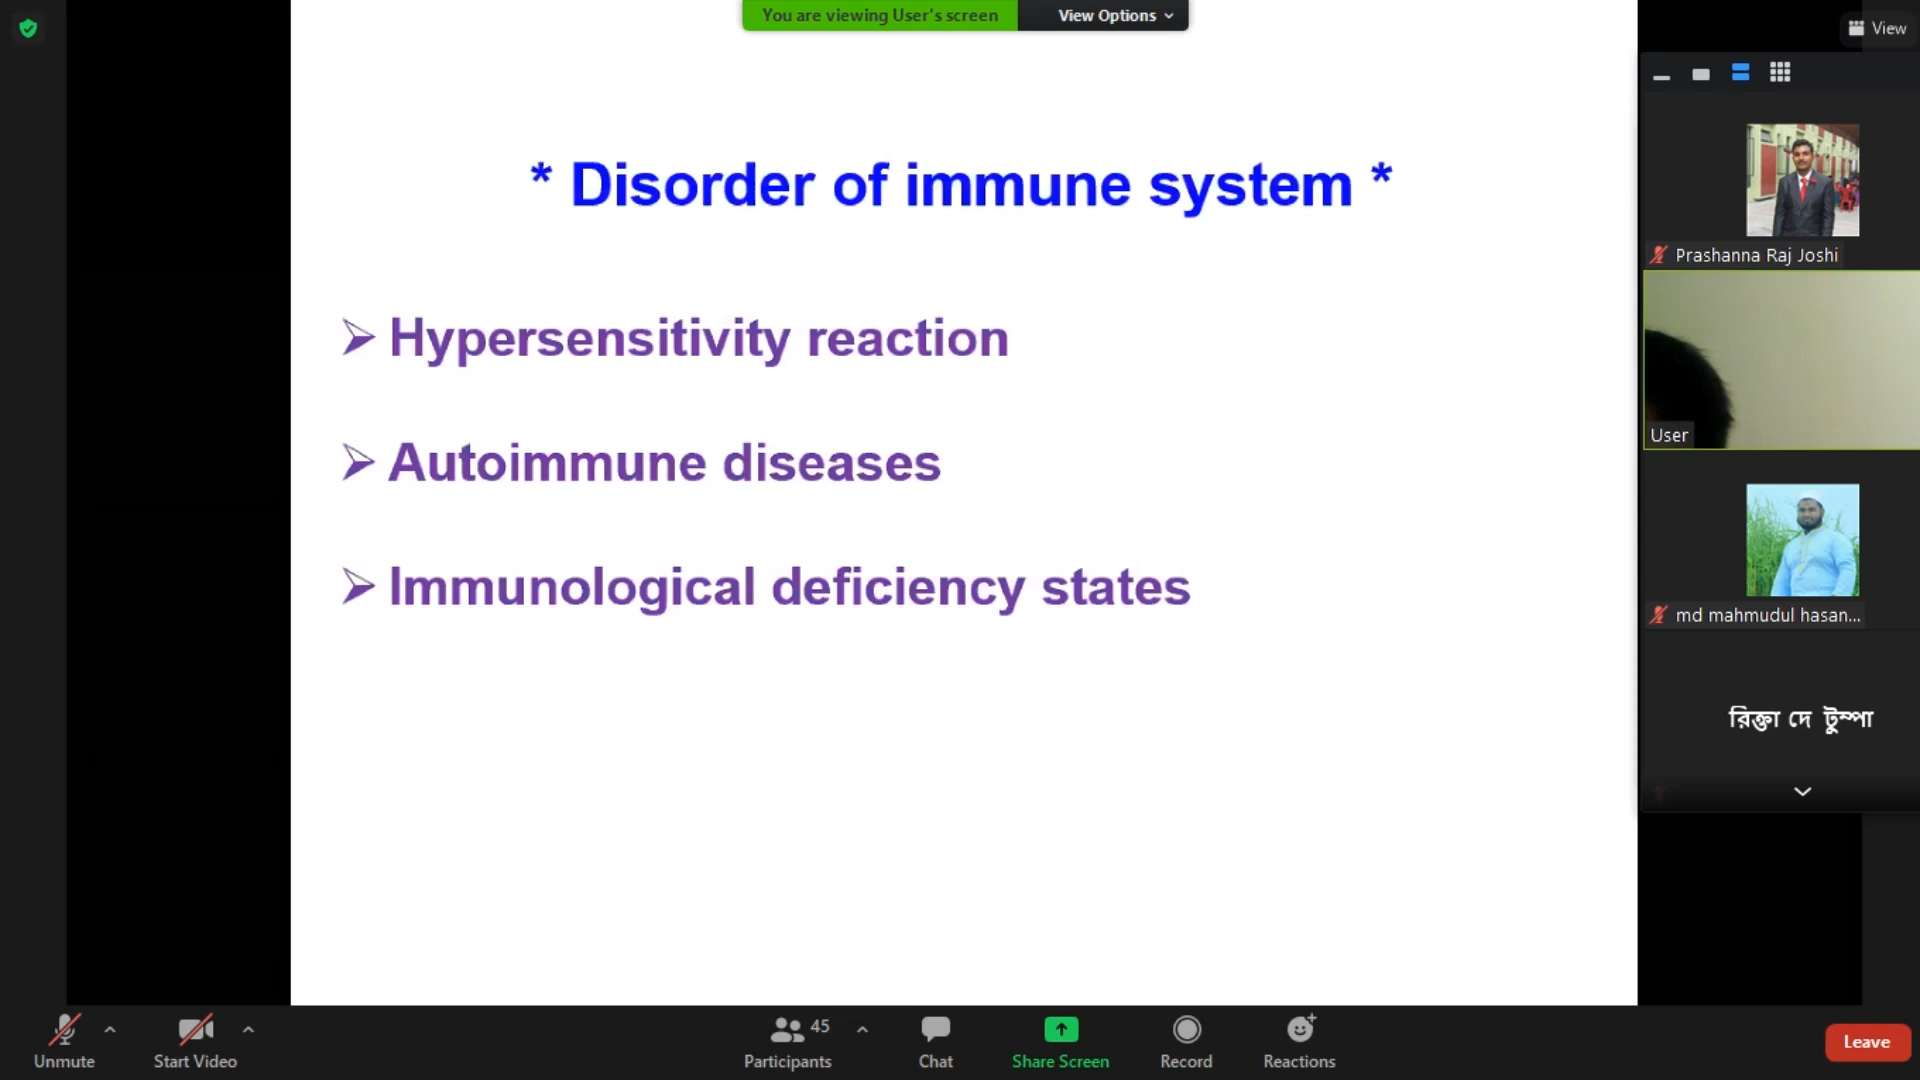 You are viewing User's screen
View Options
View
* Disorder of immune system *
➢ Hypersensitivity reaction
➢ Autoimmune diseases
➢ Immunological deficiency states
Prashanna Raj Joshi
User
md mahmudul hasan...
রিক্তা দে টুম্পা
Unmute
Start Video
45
Participants
Chat
Share Screen
Record
Reactions
Leave